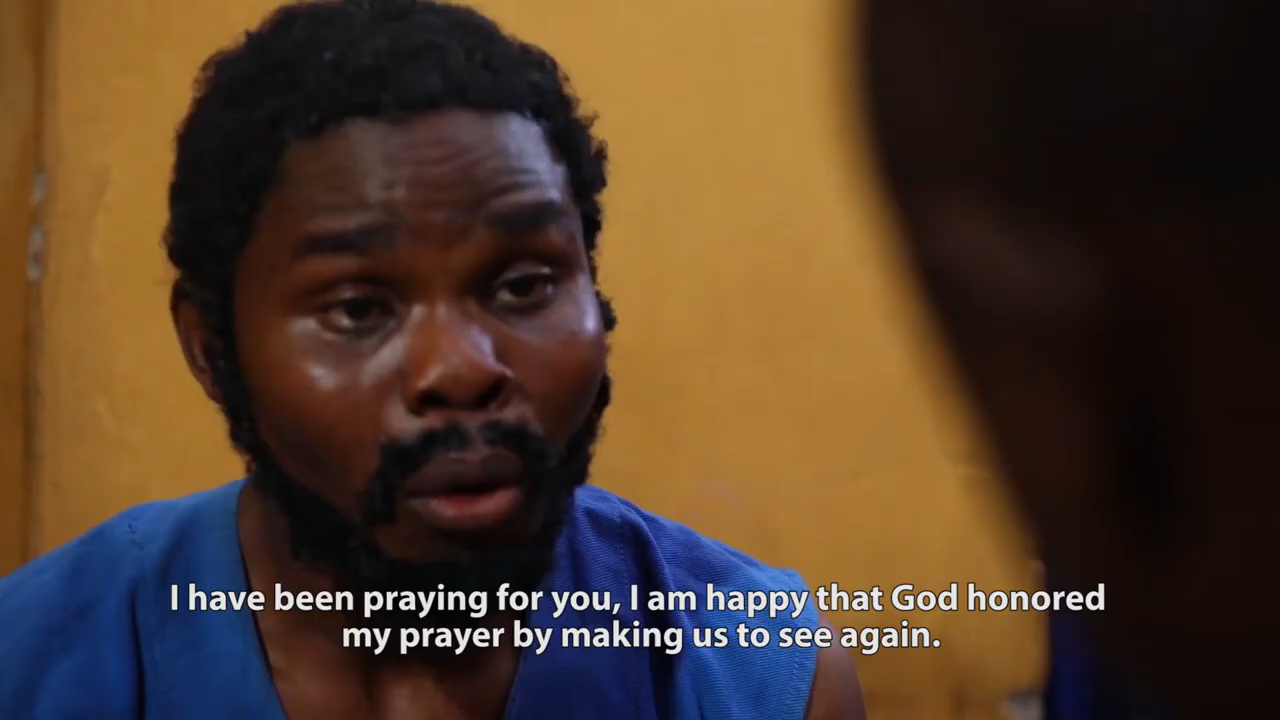 I have been praying for you, I am happy that God honored
my prayer by making us to see again.